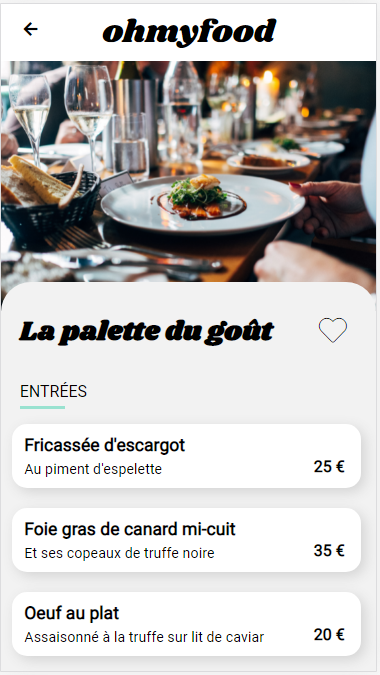 ohmyfood
La palette du goût
ENTRÉES
Fricassée d'escargot
Au piment d'espelette
25 €
Foie gras de canard mi-cuit
Et ses copeaux de truffe noire
35 €
Oeuf au plat
Assaisonné à la truffe sur lit de caviar
20 €